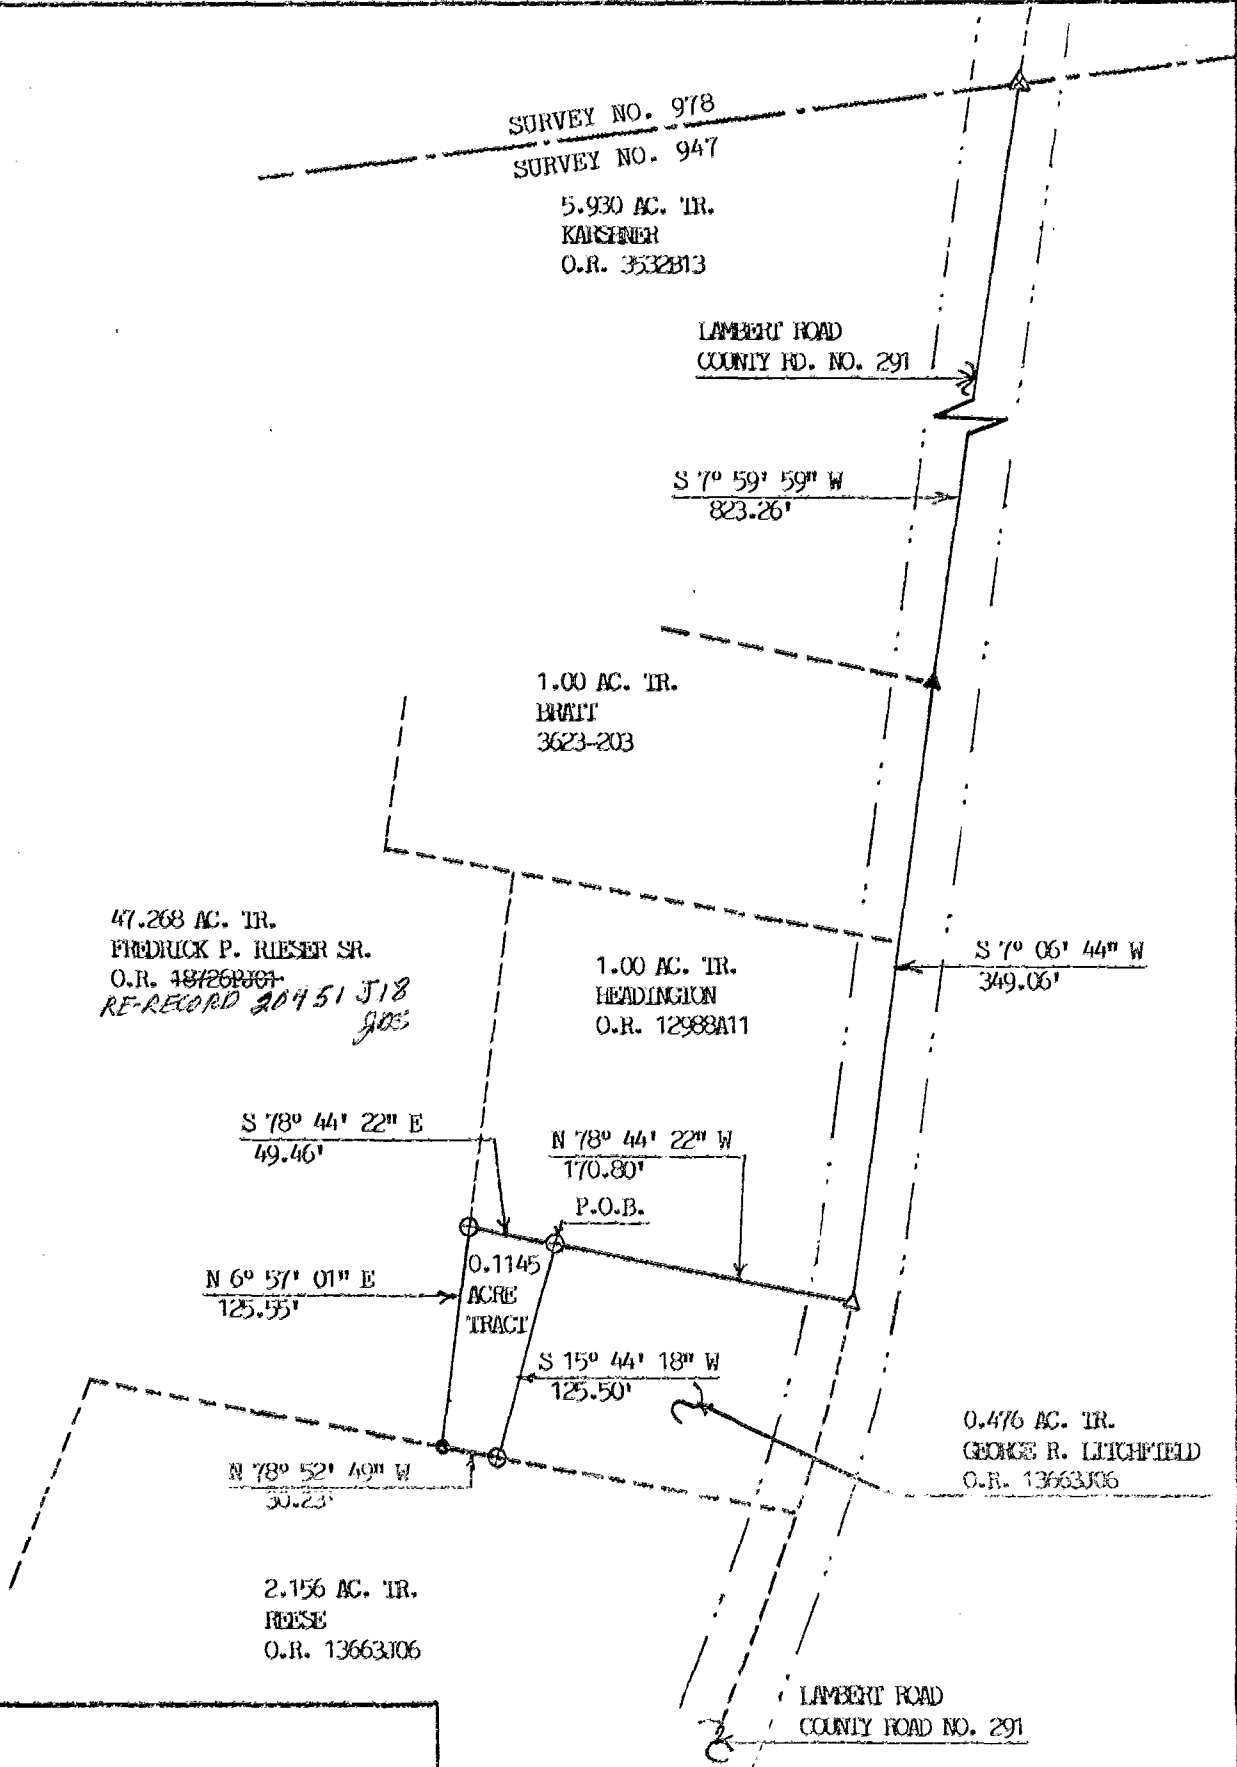 SURVEY NO. 978
SURVEY NO. 947
5.930 AC. TR.
KARSHNER
O.R. 3532B13
LAMBERT ROAD
COUNTY RD. NO. 291
S 7° 59' 59" W
823.26'
1.00 AC. TR.
BRATT
3623-203
47.268 AC. TR.
FREDRICK P. RIESER SR.
O.R.
RE-RECORD 20451 J18
1.00 AC. TR.
HEADINGTON
O.R. 12988A11
S 7° 06' 44" W
349.06'
S 78° 44' 22" E
49.46'
N 78° 44' 22" W
170.80'
P.O.B.
0.1145
ACRE
TRACT
N 6° 57' 01" E
125.55'
S 15° 44' 18" W
125.50'
0.476 AC. TR.
GEORGE R. LITCHFIELD
O.R. 13663J06
N 78° 52' 49" W
30.23'
2.156 AC. TR.
REESE
O.R. 13663J06
LAMBERT ROAD
COUNTY ROAD NO. 291